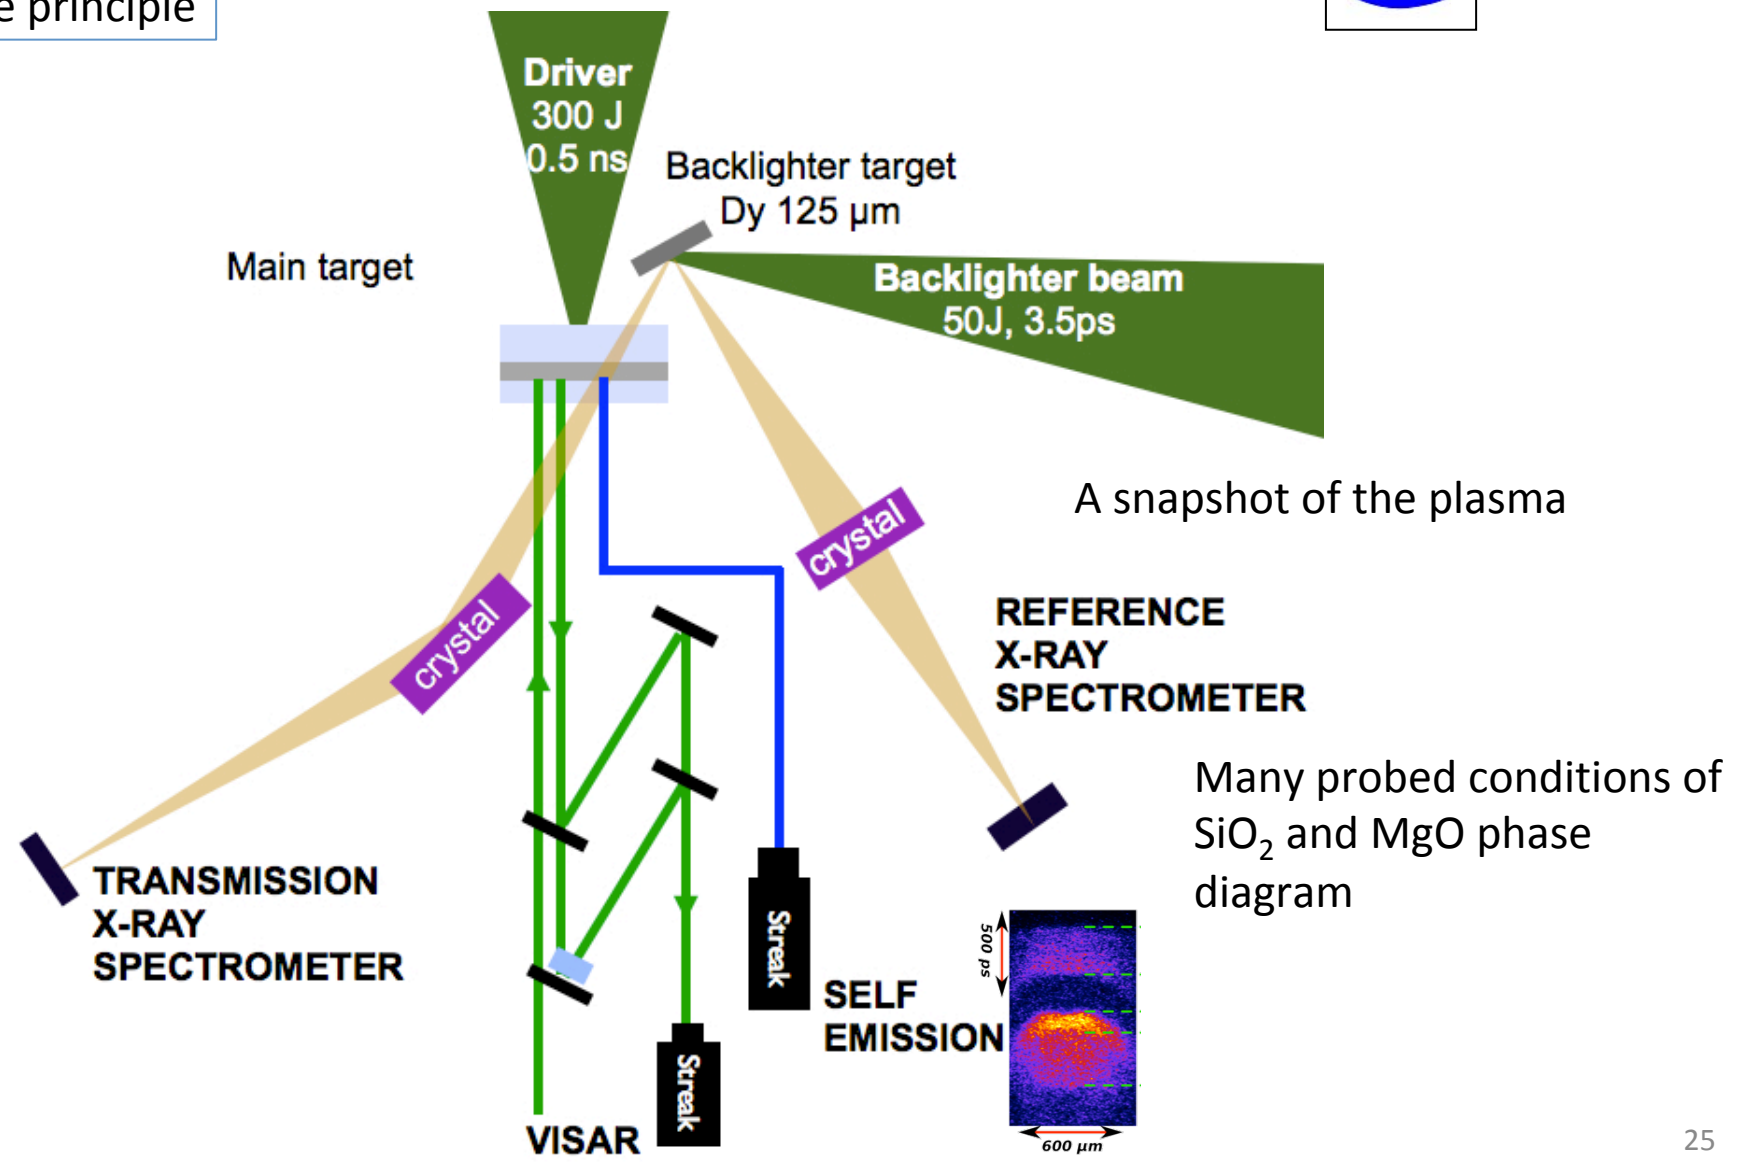 e principle
Driver
300 J
0.5 ns
Backlighter target
Dy 125 µm
Main target
Backlighter beam
50J, 3.5ps
A snapshot of the plasma
crystal
crystal
REFERENCE
X-RAY
SPECTROMETER
Many probed conditions of
SiO₂ and MgO phase
diagram
TRANSMISSION
X-RAY
SPECTROMETER
Streak
SELF
EMISSION
500 ps
600 µm
Streak
VISAR
25